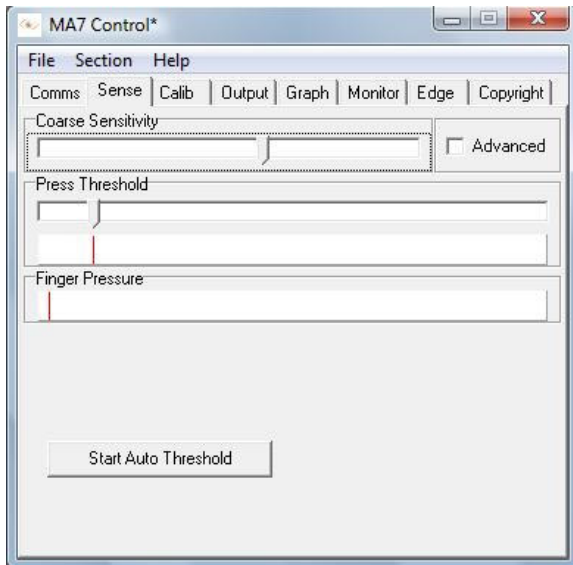 MA7 Control*
File Section Help
Comms Sense Calib Output Graph Monitor Edge Copyright
Coarse Sensitivity
Advanced
Press Threshold
Finger Pressure
Start Auto Threshold